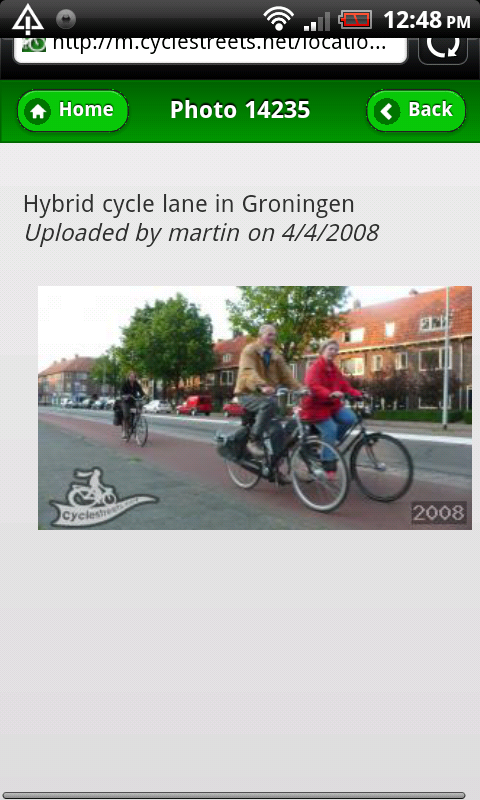 12:48 PM
http://m.cyclestreets.net/locatio...
Home
Photo 14235
Back
Hybrid cycle lane in Groningen
Uploaded by martin on 4/4/2008
Cyclestreets.net
2008